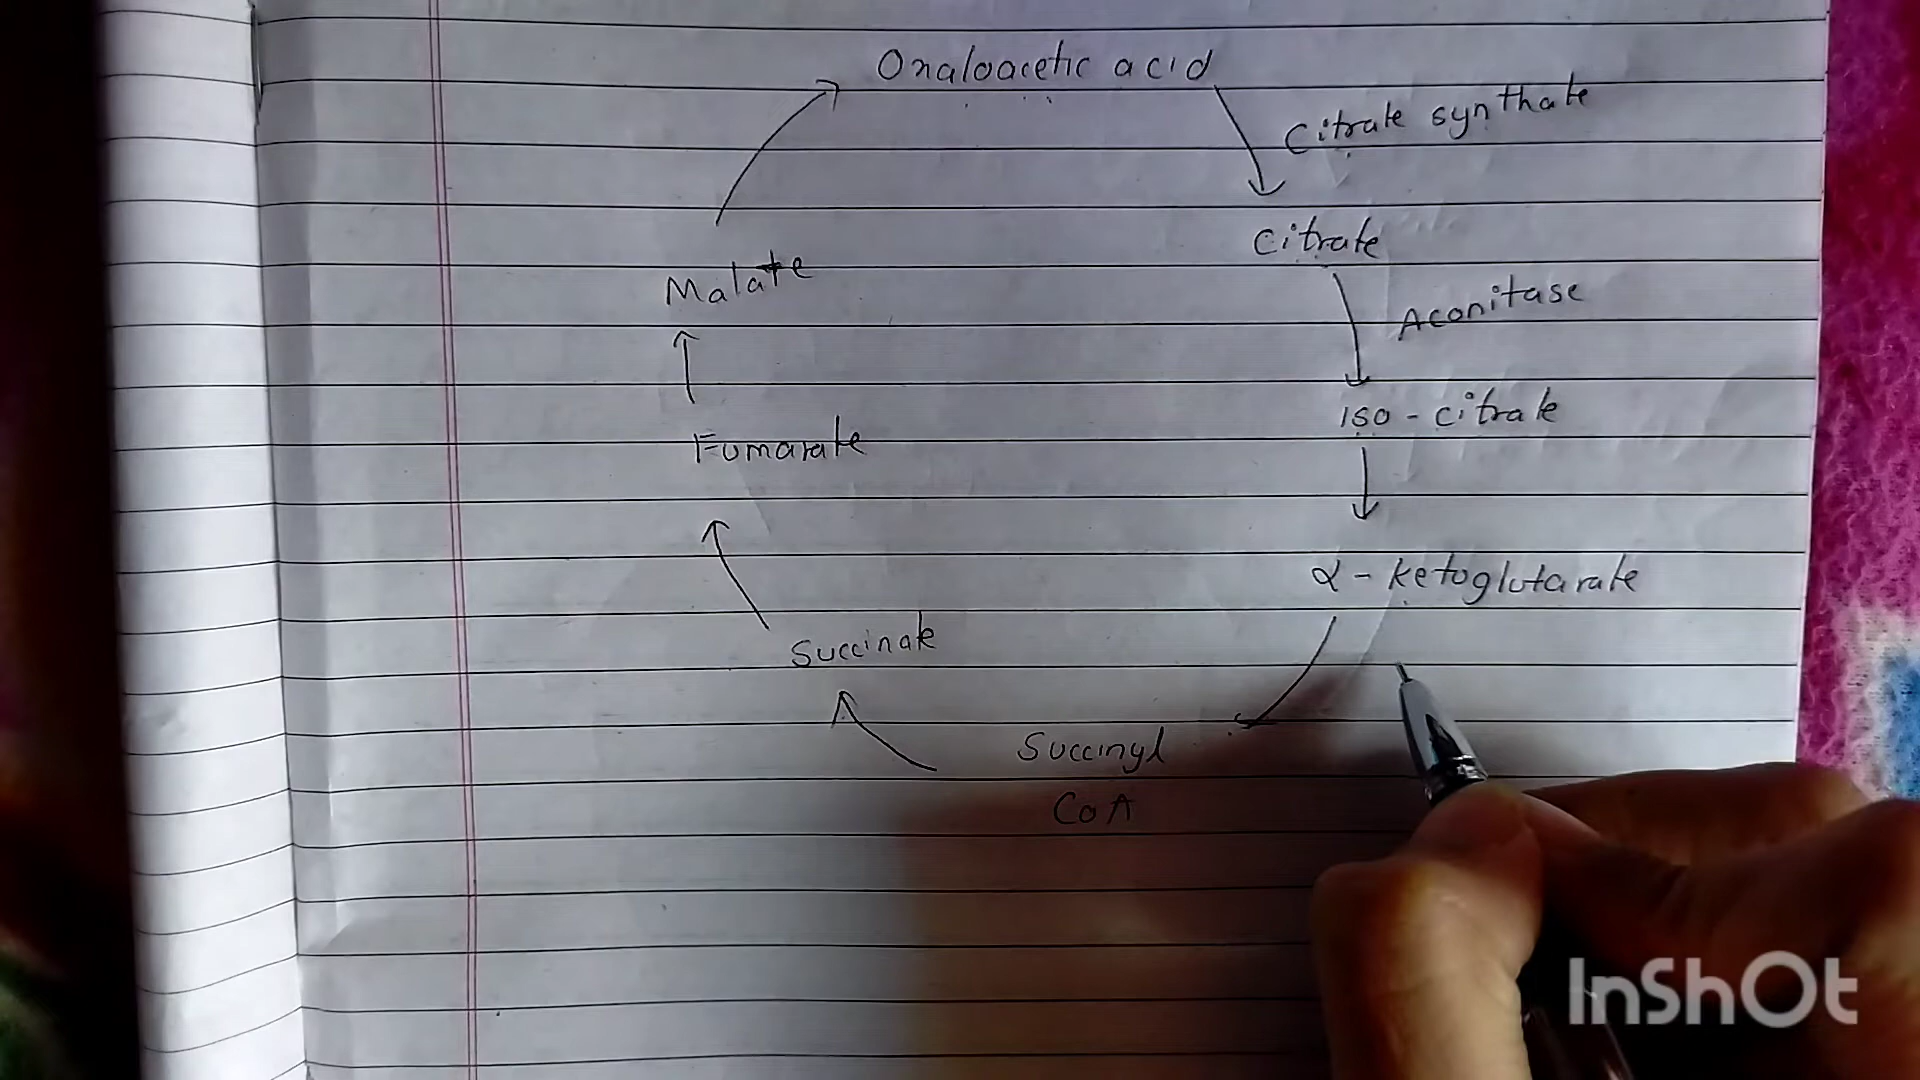 Oxaloacetic acid
Citrate synthate
Citrate
Malate
Aconitase
Iso - citrate
Fumarate
α - ketoglutarate
Succinate
Succinyl
CoA
InShOt